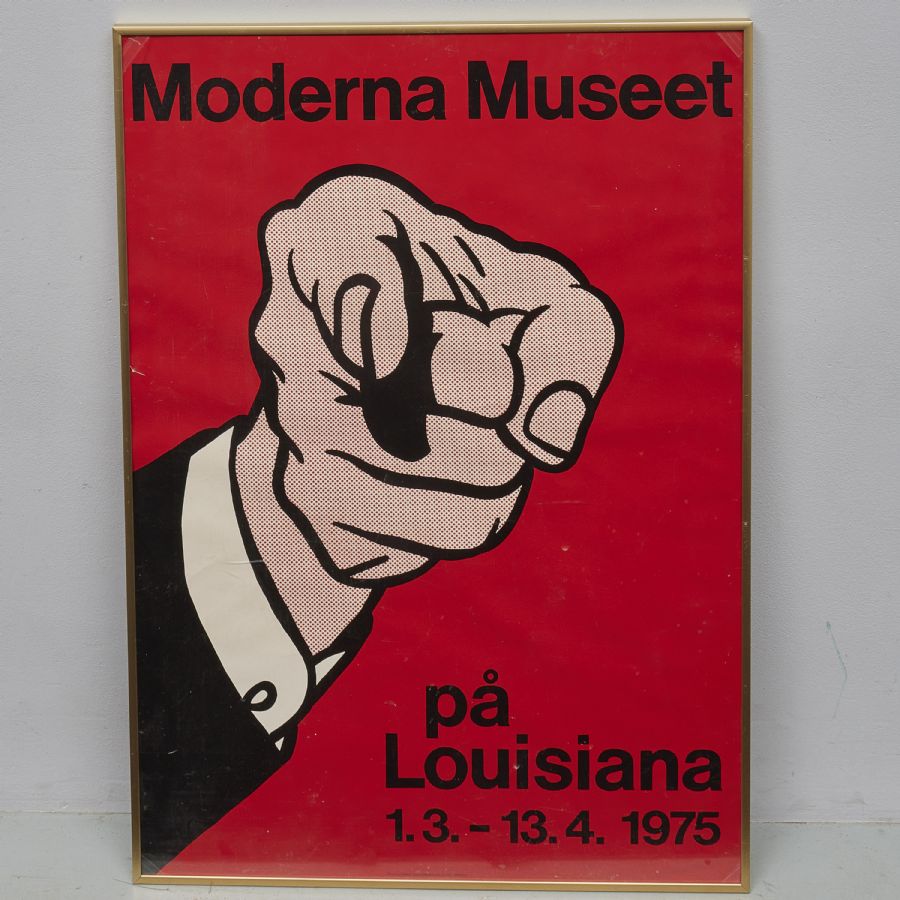 Moderna Museet
på
Louisiana
1.3.-13.4. 1975